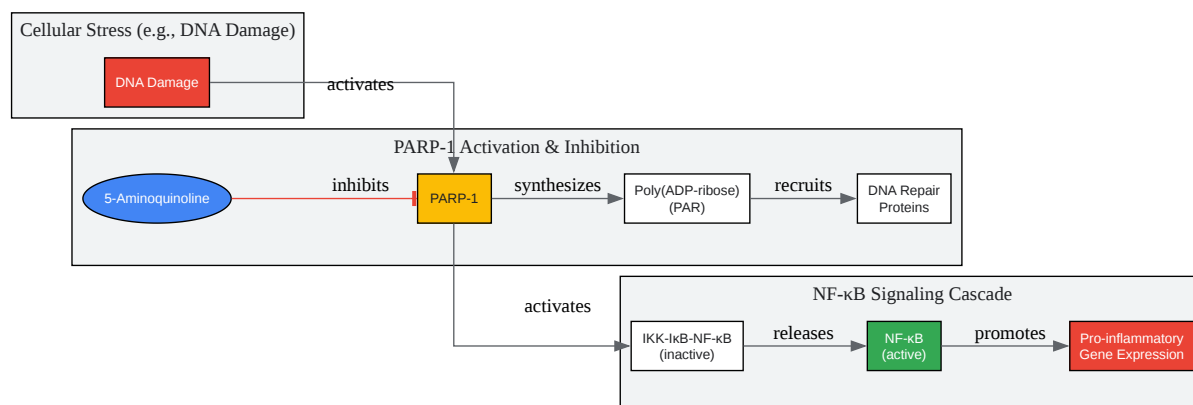 Cellular Stress (e.g., DNA Damage)
DNA Damage
activates
PARP-1 Activation & Inhibition
5-Aminoquinoline
inhibits
PARP-1
synthesizes
Poly(ADP-ribose)
(PAR)
recruits
DNA Repair
Proteins
activates
NF-κB Signaling Cascade
IKK-IκB-NF-κB
(inactive)
releases
NF-κB
(active)
promotes
Pro-inflammatory
Gene Expression